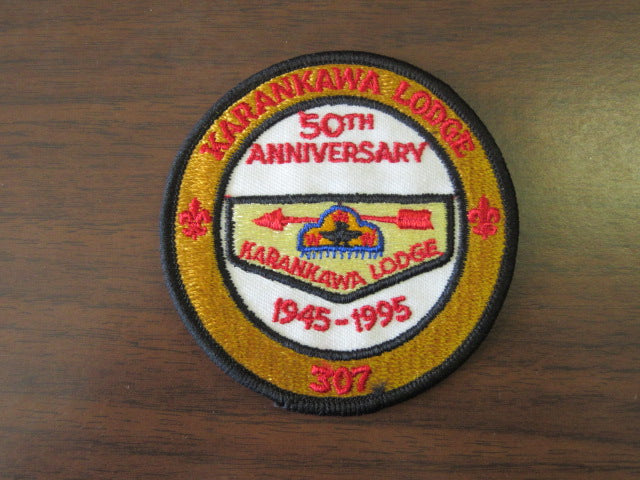 KARANKAWA LODGE
50TH
ANNIVERSARY
KARANKAWA LODGE
1945-1995
307